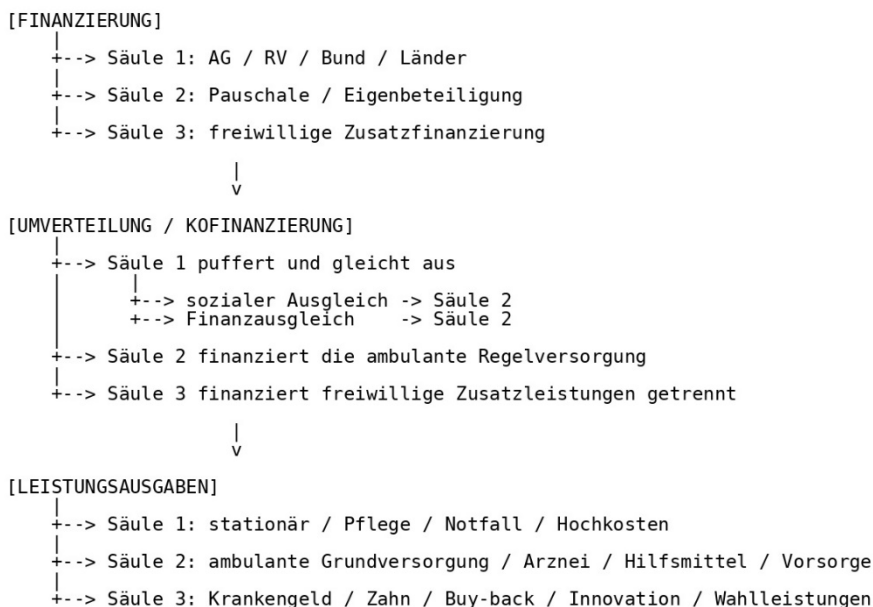 [FINANZIERUNG]
|
+--> Säule 1: AG / RV / Bund / Länder
|
+--> Säule 2: Pauschale / Eigenbeteiligung
|
+--> Säule 3: freiwillige Zusatzfinanzierung
|
v
[UMVERTEILUNG / KOFINANZIERUNG]
|
+--> Säule 1 puffert und gleicht aus
|       |
|       +--> sozialer Ausgleich -> Säule 2
|       +--> Finanzausgleich    -> Säule 2
|
+--> Säule 2 finanziert die ambulante Regelversorgung
|
+--> Säule 3 finanziert freiwillige Zusatzleistungen getrennt
|
v
[LEISTUNGSAUSGABEN]
|
+--> Säule 1: stationär / Pflege / Notfall / Hochkosten
|
+--> Säule 2: ambulante Grundversorgung / Arznei / Hilfsmittel / Vorsorge
|
+--> Säule 3: Krankengeld / Zahn / Buy-back / Innovation / Wahlleistungen